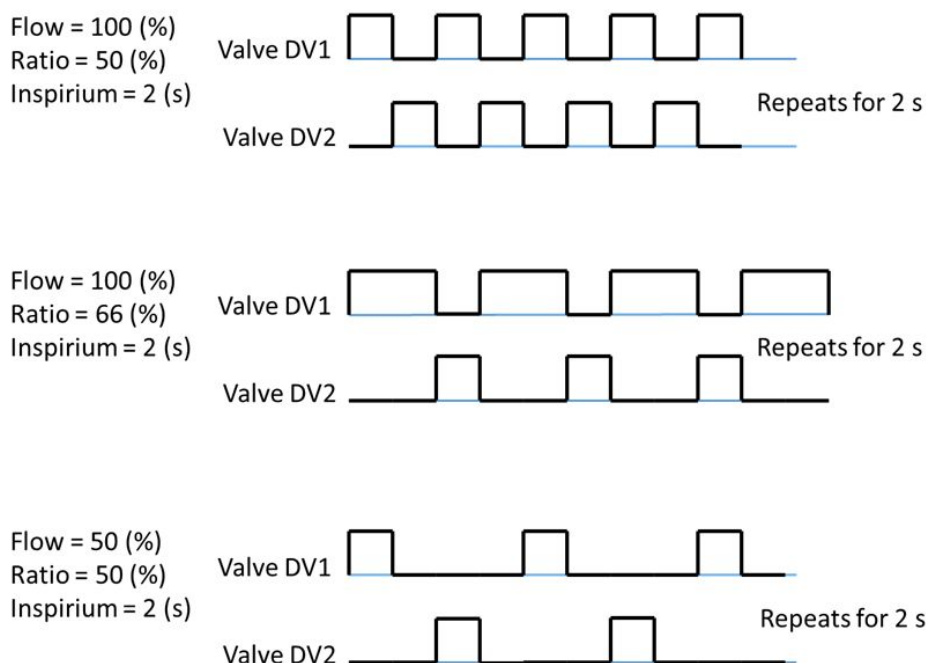 Flow = 100 (%)
Ratio = 50 (%)
Inspirium = 2 (s)
Valve DV1
Valve DV2
Repeats for 2 s
Flow = 100 (%)
Ratio = 66 (%)
Inspirium = 2 (s)
Valve DV1
Valve DV2
Repeats for 2 s
Flow = 50 (%)
Ratio = 50 (%)
Inspirium = 2 (s)
Valve DV1
Valve DV2
Repeats for 2 s